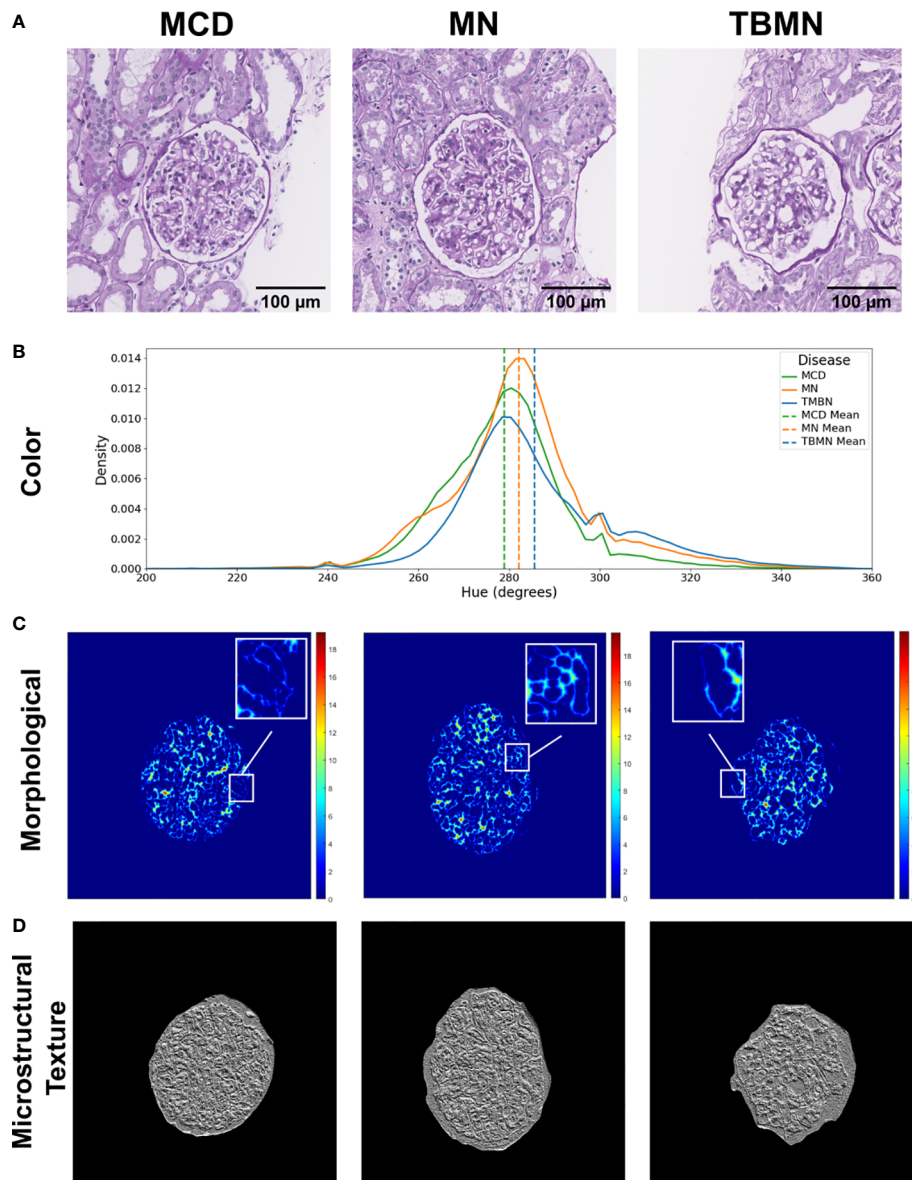 A
MCD
MN
TBMN
100 µm
100 µm
100 µm
B
Color
Density
0.014
0.012
0.010
0.008
0.006
0.004
0.002
0.000
200
220
240
260
280
300
320
340
360
Hue (degrees)
Disease
MCD
MN
TMBN
MCD Mean
MN Mean
TBMN Mean
C
Morphological
18
16
14
12
10
8
6
4
2
0
18
16
14
12
10
8
6
4
2
0
D
Microstructural
Texture